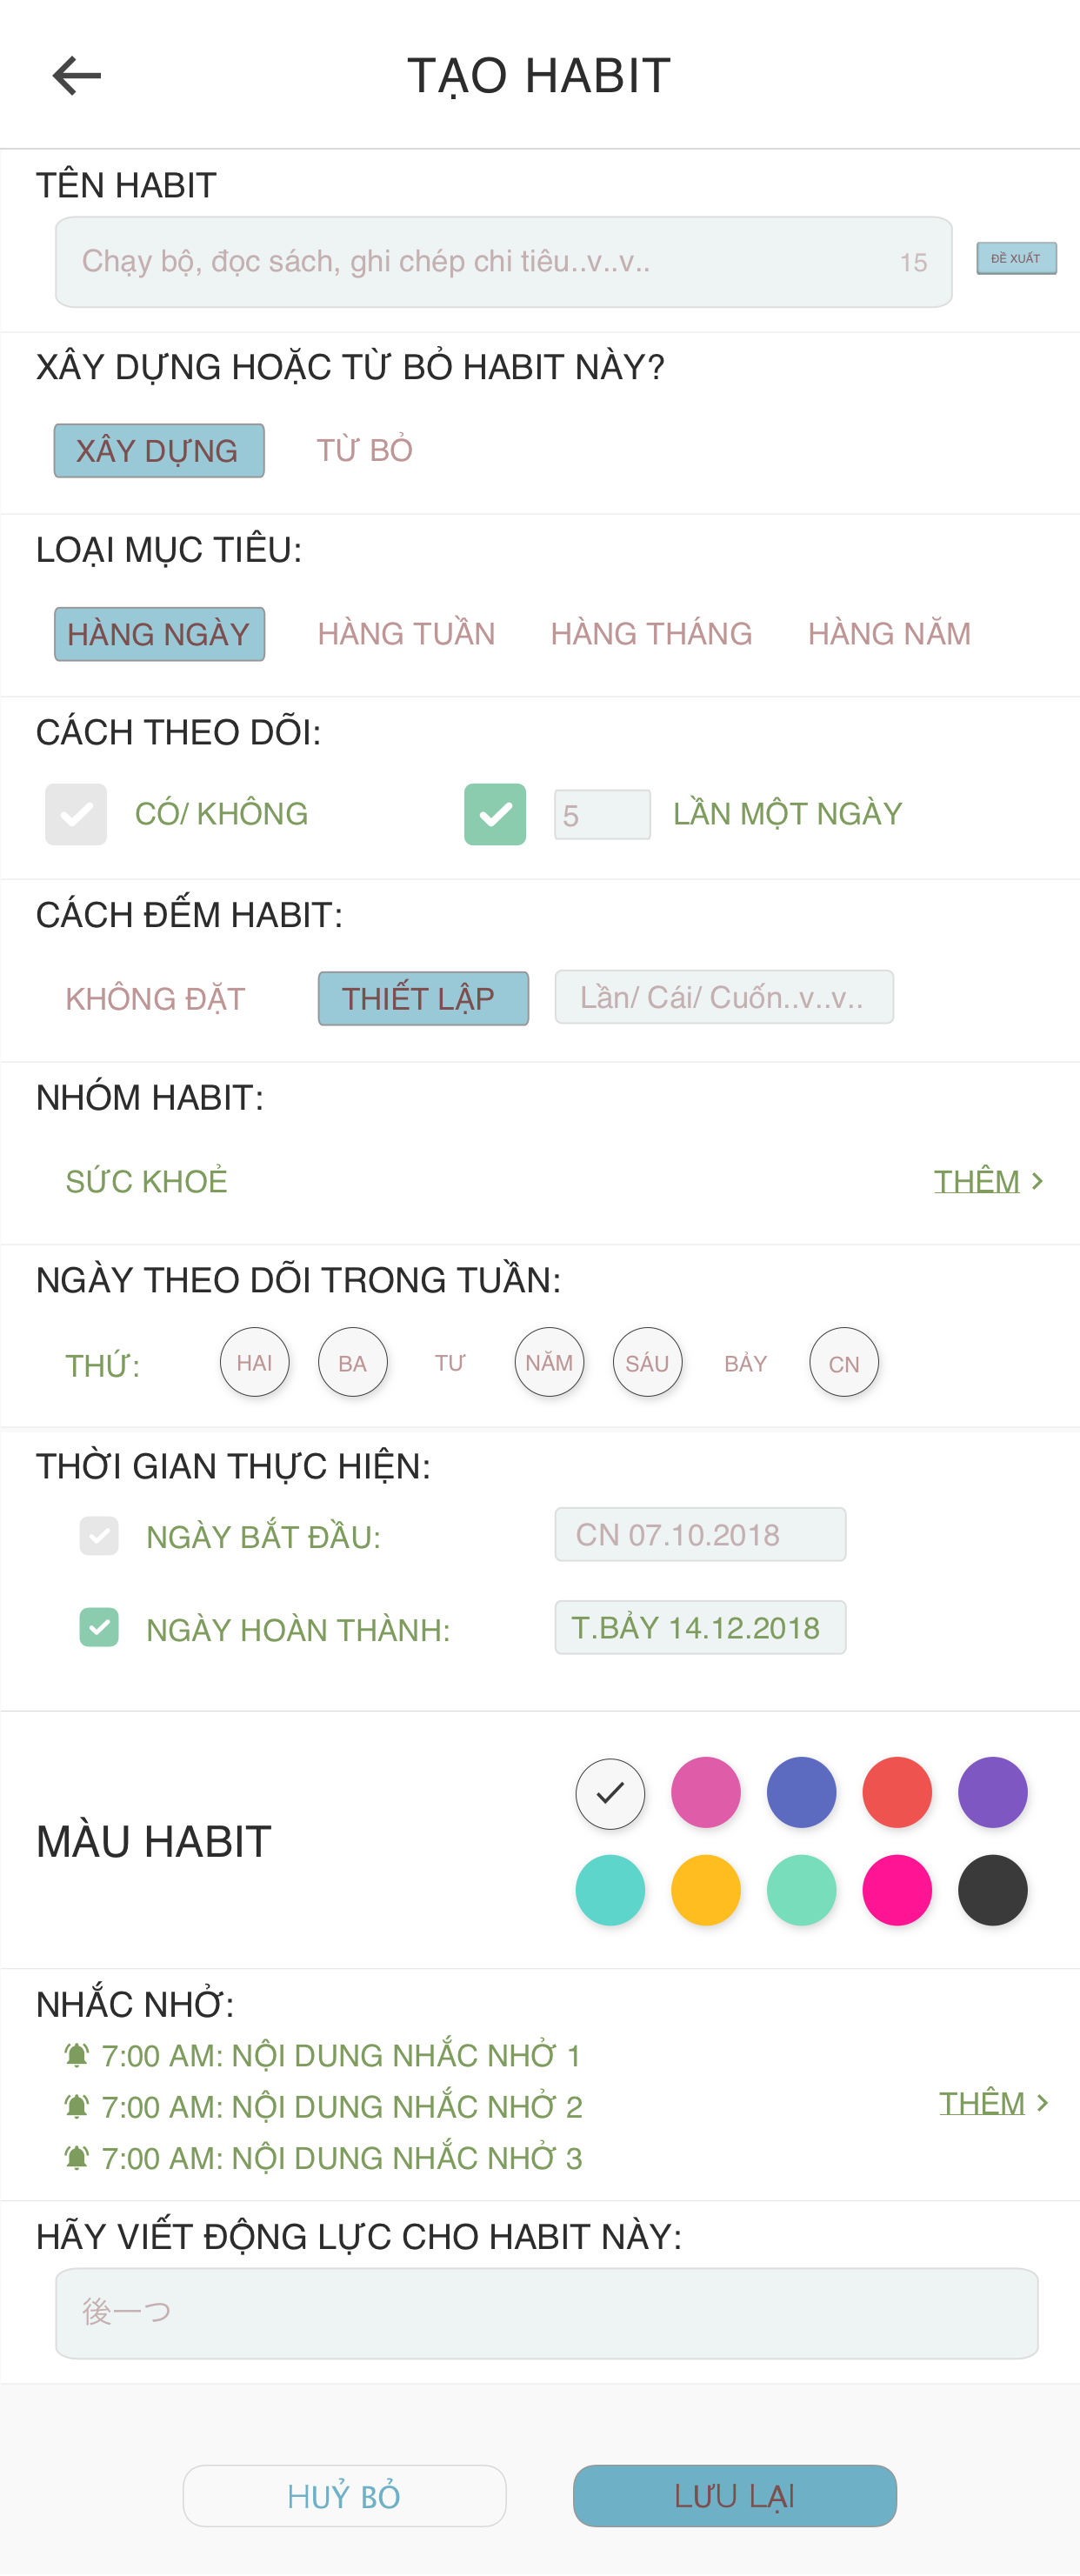 TẠO HABIT
TÊN HABIT
Chạy bộ, đọc sách, ghi chép chi tiêu..v..v.. 15 ĐỀ XUẤT
XÂY DỰNG HOẶC TỪ BỎ HABIT NÀY?
XÂY DỰNG TỪ BỎ
LOẠI MỤC TIÊU:
HÀNG NGÀY HÀNG TUẦN HÀNG THÁNG HÀNG NĂM
CÁCH THEO DÕI:
CÓ/ KHÔNG 5 LẦN MỘT NGÀY
CÁCH ĐẾM HABIT:
KHÔNG ĐẶT THIẾT LẬP Lần/ Cái/ Cuốn..v..v..
NHÓM HABIT:
SỨC KHOẺ THÊM >
NGÀY THEO DÕI TRONG TUẦN:
THỨ: HAI BA TƯ NĂM SÁU BẢY CN
THỜI GIAN THỰC HIỆN:
NGÀY BẮT ĐẦU: CN 07.10.2018
NGÀY HOÀN THÀNH: T.BẢY 14.12.2018
MÀU HABIT
NHẮC NHỞ:
7:00 AM: NỘI DUNG NHẮC NHỞ 1
7:00 AM: NỘI DUNG NHẮC NHỞ 2
THÊM >
7:00 AM: NỘI DUNG NHẮC NHỞ 3
HÃY VIẾT ĐỘNG LỰC CHO HABIT NÀY:
後一つ
HUỶ BỎ LƯU LẠI